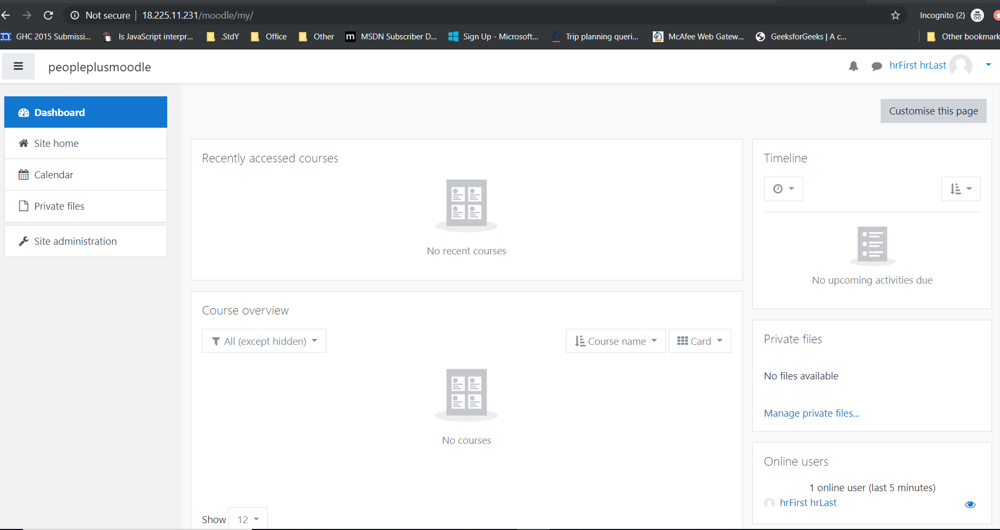 Not secure | 18.225.11.231/moodle/my/ Incognito (2)
GHC 2015 Submissi... Is JavaScript interpr... .StdY Office Other m MSDN Subscriber D... Sign Up - Microsoft... Trip planning queri... McAfee Web Gatew... GeeksforGeeks | A c... Other bookmark
peopleplusmoodle hrFirst hrLast
Dashboard
Customise this page
Site home
Calendar
Private files
Site administration
Recently accessed courses
No recent courses
Course overview
All (except hidden) Course name Card
No courses
Show 12
Timeline
No upcoming activities due
Private files
No files available
Manage private files...
Online users
1 online user (last 5 minutes)
hrFirst hrLast